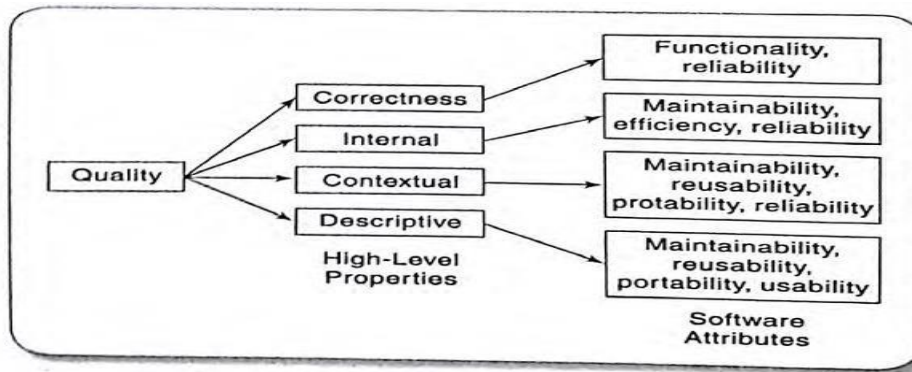 Quality
Correctness
Internal
Contextual
Descriptive
High-Level
Properties
Functionality,
reliability
Maintainability,
efficiency, reliability
Maintainability,
reusability,
protability, reliability
Maintainability,
reusability,
portability, usability
Software
Attributes